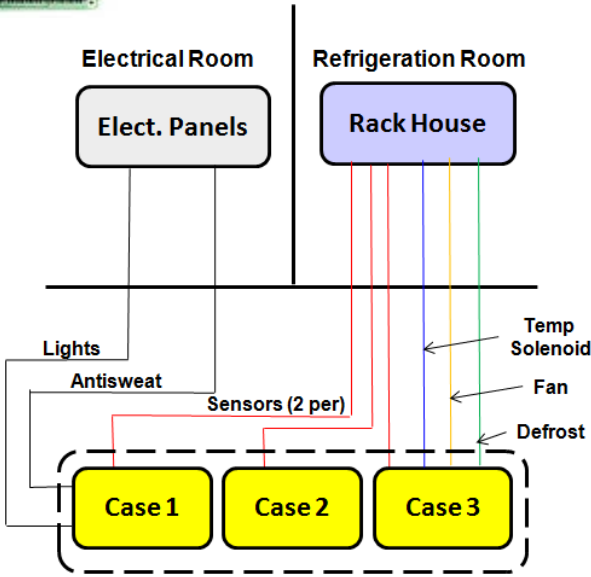 Electrical Room
Refrigeration Room
Elect. Panels
Rack House
Temp
Solenoid
Lights
Antisweat
Fan
Sensors (2 per)
Defrost
Case 1
Case 2
Case 3